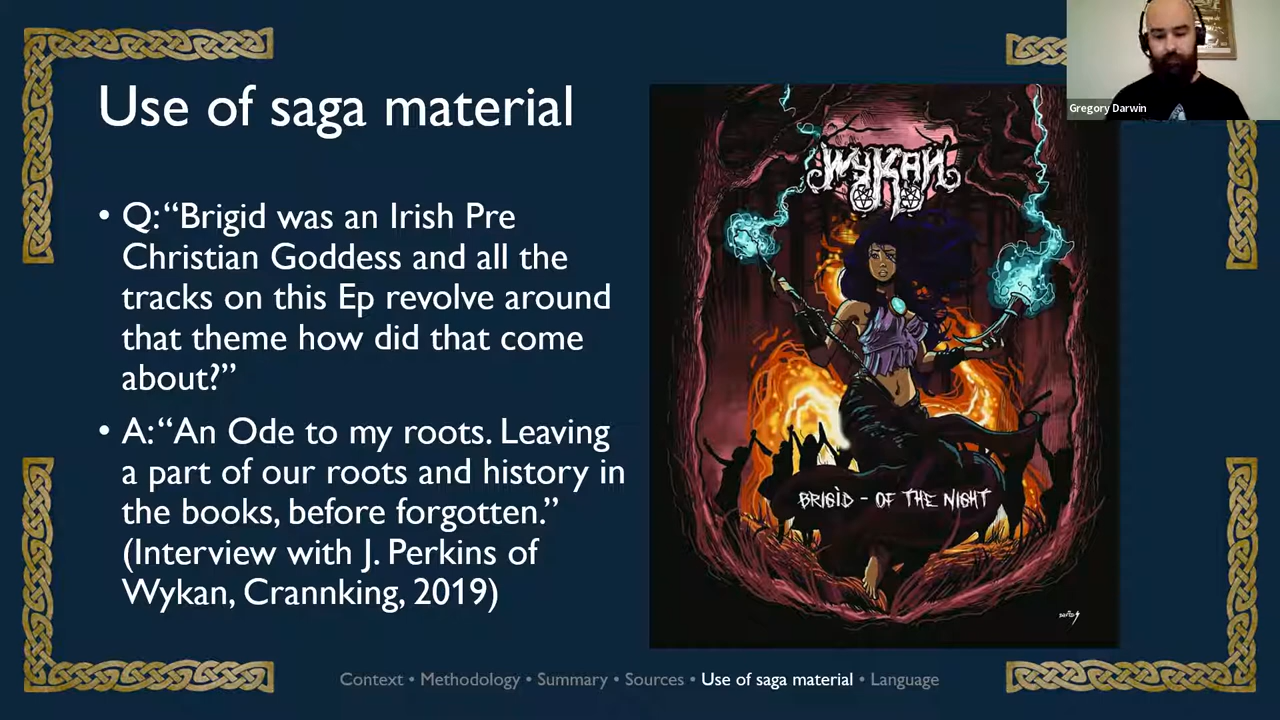 Use of saga material
• Q: “Brigid was an Irish Pre
Christian Goddess and all the
tracks on this Ep revolve around
that theme how did that come
about?”
• A: “An Ode to my roots. Leaving
a part of our roots and history in
the books, before forgotten.”
(Interview with J. Perkins of
Wykan, Crannking, 2019)
WYKAN
BRIGÌD - OF THE NIGHT
Gregory Darwin
Context • Methodology • Summary • Sources • Use of saga material • Language